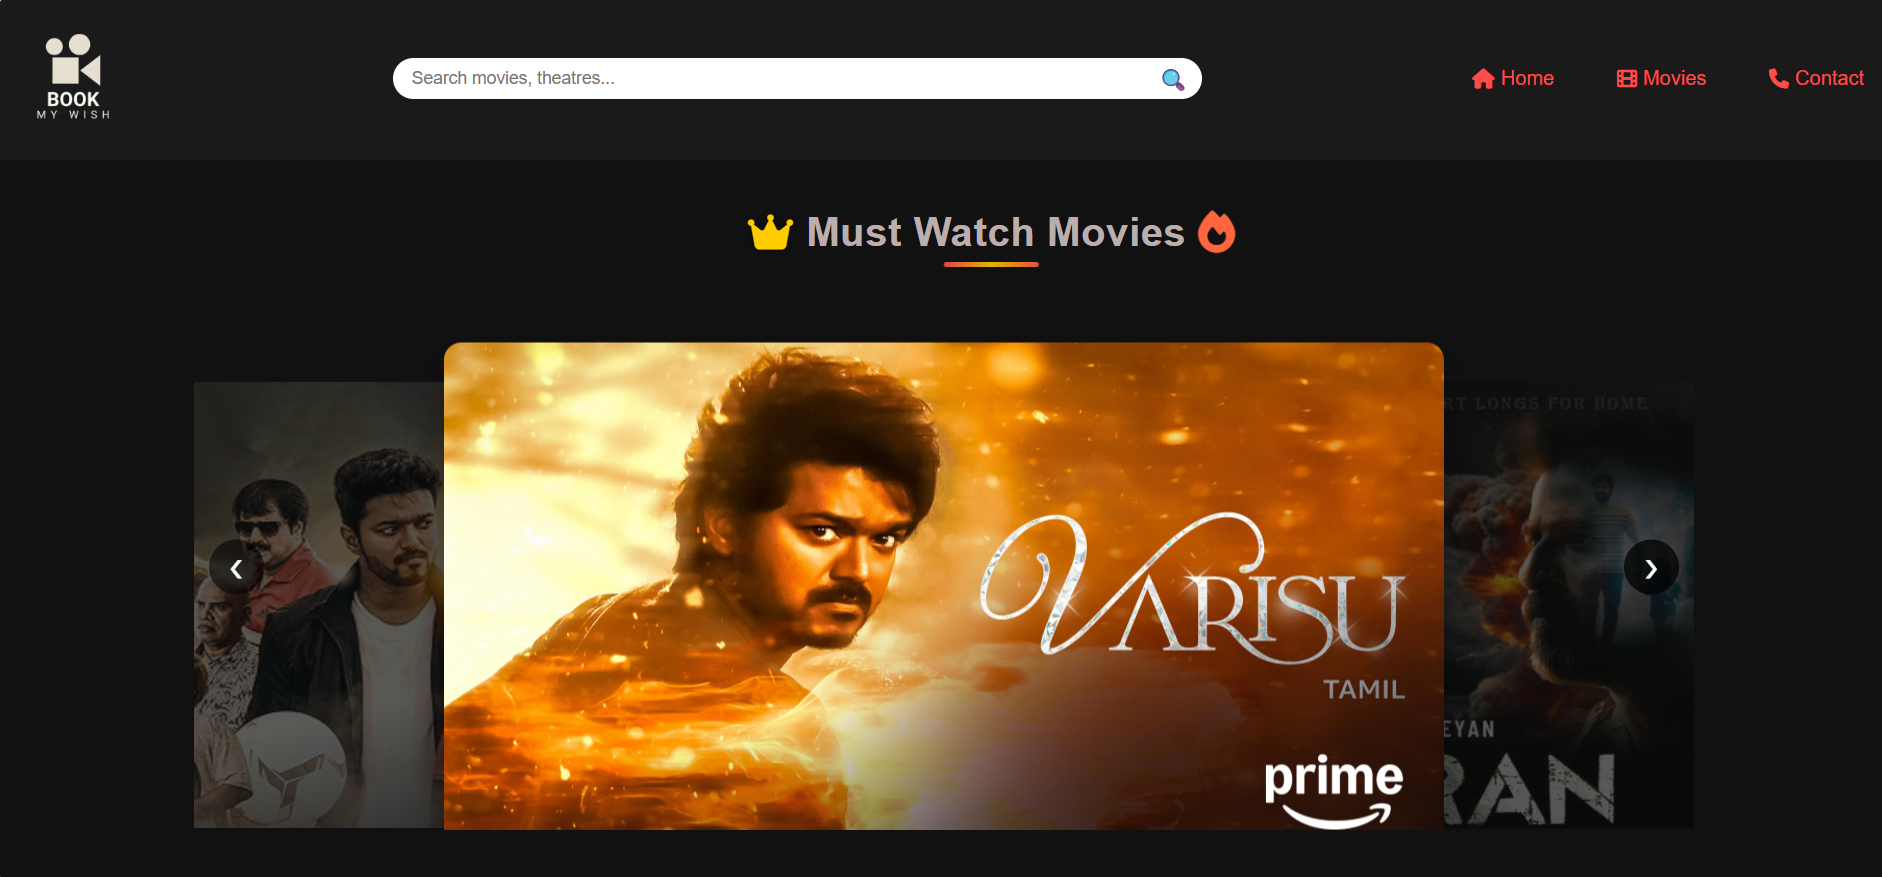 BOOK
MY WISH
Search movies, theatres...
Home
Movies
Contact
Must Watch Movies
RT LONGS FOR HOME
VARISU
TAMIL
EYAN
RAN
prime